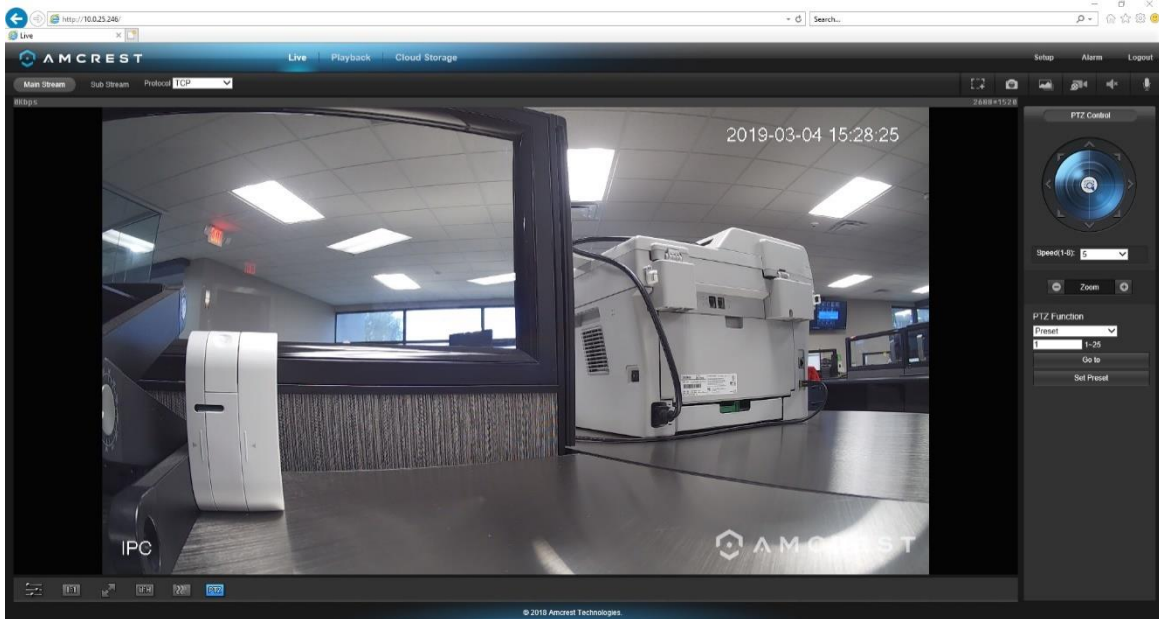 http://10.0.25.246/
Search...
Live
AMCREST
Live Playback Cloud Storage
Setup Alarm Logout
Main Stream Sub Stream Protocol TCP
0Kbps 2688*1520
2019-03-04 15:28:25
IPC
AMCREST
PTZ Control
Speed(1-8): 5
Zoom
PTZ Function
Preset
1 1-25
Go to
Set Preset
PTZ
© 2018 Amcrest Technologies.